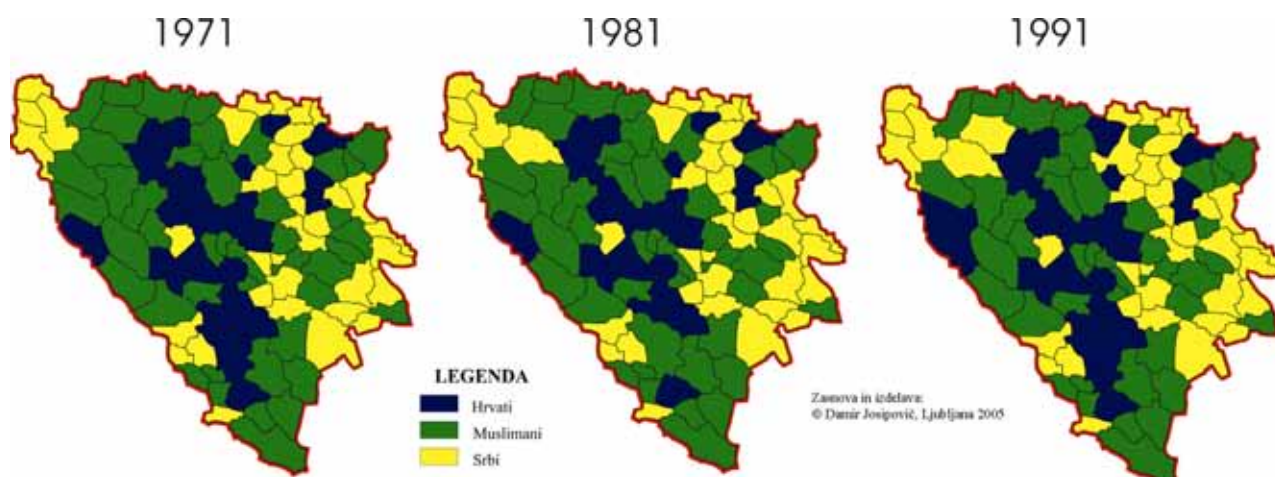 1971
1981
1991
LEGENDA
Hrvati
Muslimani
Srbi
Zasnova in izdelava:
© Damir Josipovič, Ljubljana 2005